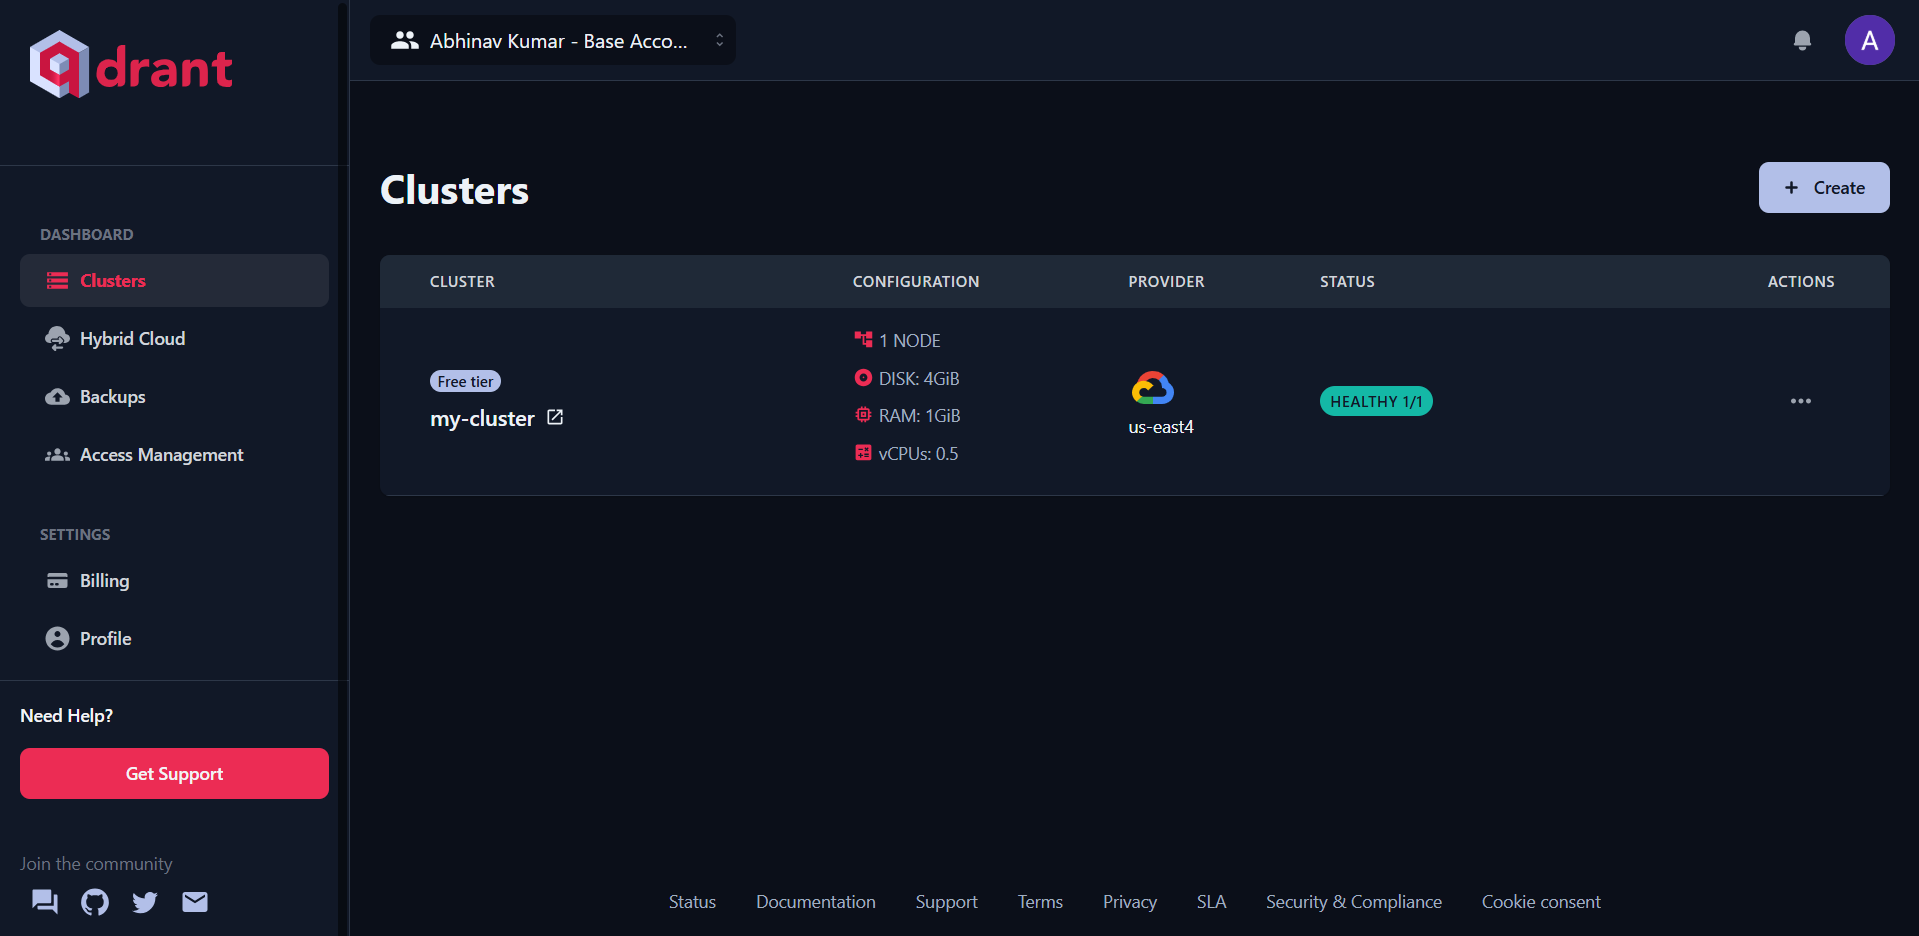 qdrant
Abhinav Kumar - Base Acco...
A
DASHBOARD
Clusters
Hybrid Cloud
Backups
Access Management
SETTINGS
Billing
Profile
Need Help?
Get Support
Join the community
Clusters
+ Create
CLUSTER CONFIGURATION PROVIDER STATUS ACTIONS
Free tier
my-cluster
1 NODE
DISK: 4GiB
RAM: 1GiB
vCPUs: 0.5
us-east4
HEALTHY 1/1
Status Documentation Support Terms Privacy SLA Security & Compliance Cookie consent